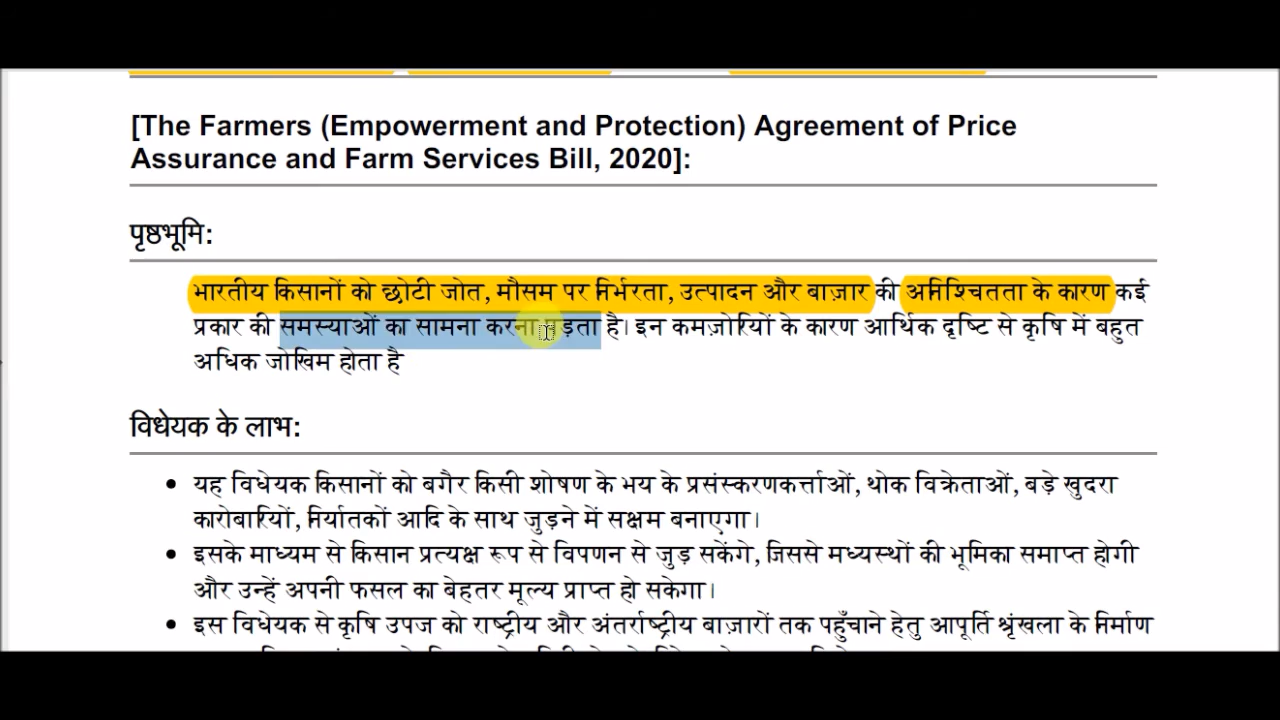 [The Farmers (Empowerment and Protection) Agreement of Price
Assurance and Farm Services Bill, 2020]:
पृष्ठभूमि:
भारतीय किसानों को छोटी जोत, मौसम पर निर्भरता, उत्पादन और बाज़ार की अनिश्चितता के कारण कई
प्रकार की समस्याओं का सामना करना पड़ता है। इन कमज़ोरियों के कारण आर्थिक दृष्टि से कृषि में बहुत
अधिक जोखिम होता है
विधेयक के लाभ:
• यह विधेयक किसानों को बगैर किसी शोषण के भय के प्रसंस्करणकर्त्ताओं, थोक विक्रेताओं, बड़े खुदरा
कारोबारियों, निर्यातकों आदि के साथ जुड़ने में सक्षम बनाएगा।
• इसके माध्यम से किसान प्रत्यक्ष रूप से विपणन से जुड़ सकेंगे, जिससे मध्यस्थों की भूमिका समाप्त होगी
और उन्हें अपनी फसल का बेहतर मूल्य प्राप्त हो सकेगा।
• इस विधेयक से कृषि उपज को राष्ट्रीय और अंतर्राष्ट्रीय बाज़ारों तक पहुँचाने हेतु आपूर्ति श्रृंखला के निर्माण